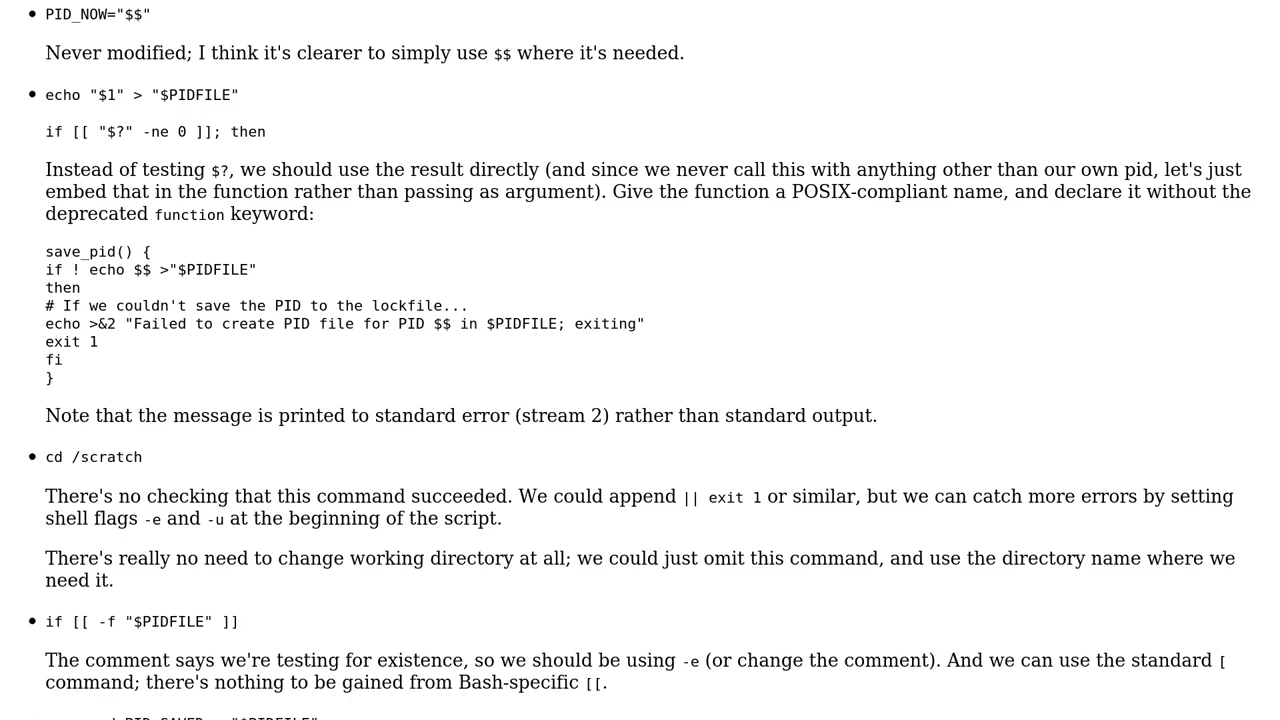 PID_NOW="$$"
Never modified; I think it's clearer to simply use $$ where it's needed.
echo "$1" > "$PIDFILE"
if [[ "$?" -ne 0 ]]; then
Instead of testing $?, we should use the result directly (and since we never call this with anything other than our own pid, let's just
embed that in the function rather than passing as argument). Give the function a POSIX-compliant name, and declare it without the
deprecated function keyword:
save_pid() {
if ! echo $$ >"$PIDFILE"
then
# If we couldn't save the PID to the lockfile...
echo >&2 "Failed to create PID file for PID $$ in $PIDFILE; exiting"
exit 1
fi
}
Note that the message is printed to standard error (stream 2) rather than standard output.
cd /scratch
There's no checking that this command succeeded. We could append || exit 1 or similar, but we can catch more errors by setting
shell flags -e and -u at the beginning of the script.
There's really no need to change working directory at all; we could just omit this command, and use the directory name where we
need it.
if [[ -f "$PIDFILE" ]]
The comment says we're testing for existence, so we should be using -e (or change the comment). And we can use the standard [
command; there's nothing to be gained from Bash-specific [[.